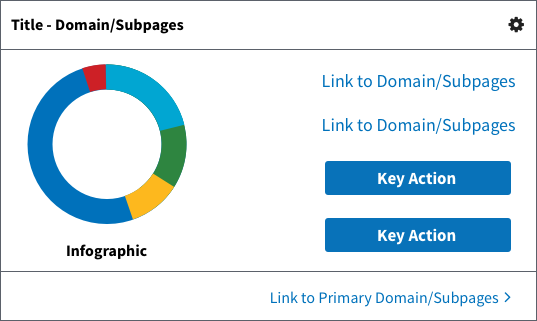 Title - Domain/Subpages
Link to Domain/Subpages
Link to Domain/Subpages
Key Action
Key Action
Infographic
Link to Primary Domain/Subpages